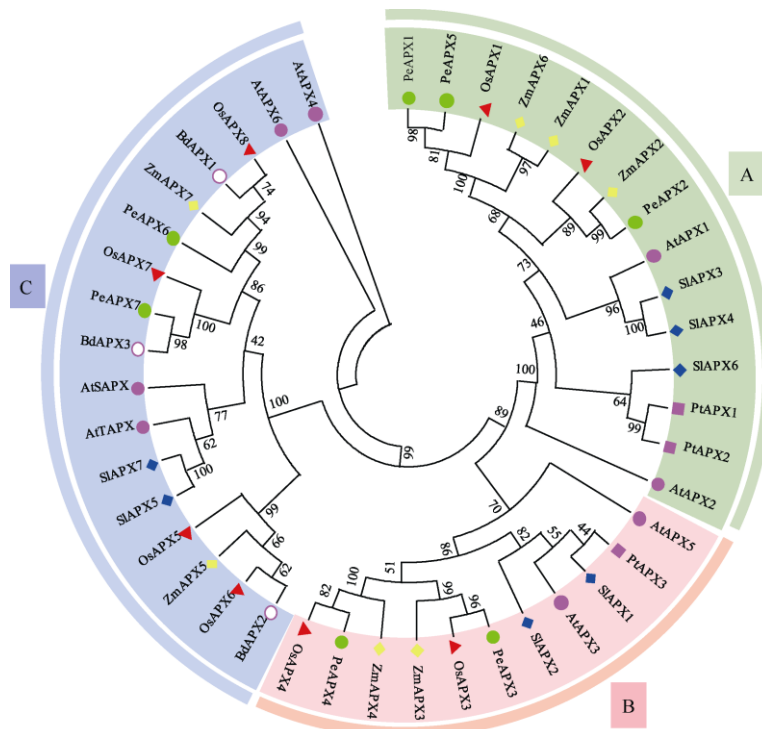 PeAPX1
PeAPX5
OsAPX1
ZmAPX6
ZmAPX1
OsAPX2
ZmAPX2
PeAPX2
AtAPX1
SlAPX3
SlAPX4
SlAPX6
PtAPX1
PtAPX2
AtAPX2
A
AtAPX5
PtAPX3
SlAPX1
AtAPX3
SlAPX2
PeAPX3
OsAPX3
ZmAPX3
ZmAPX4
PeAPX4
OsAPX4
B
BdAPX2
OsAPX6
ZmAPX5
OsAPX5
SlAPX5
SlAPX7
AtTAPX
AtSAPX
BdAPX3
PeAPX7
OsAPX7
PeAPX6
ZmAPX7
BdAPX1
OsAPX8
AtAPX6
AtAPX4
C
98
81
100
97
68
89
99
73
96
100
46
64
99
100
89
70
86
82
55
44
51
99
96
100
82
99
100
99
66
62
42
77
62
100
86
100
98
99
94
74